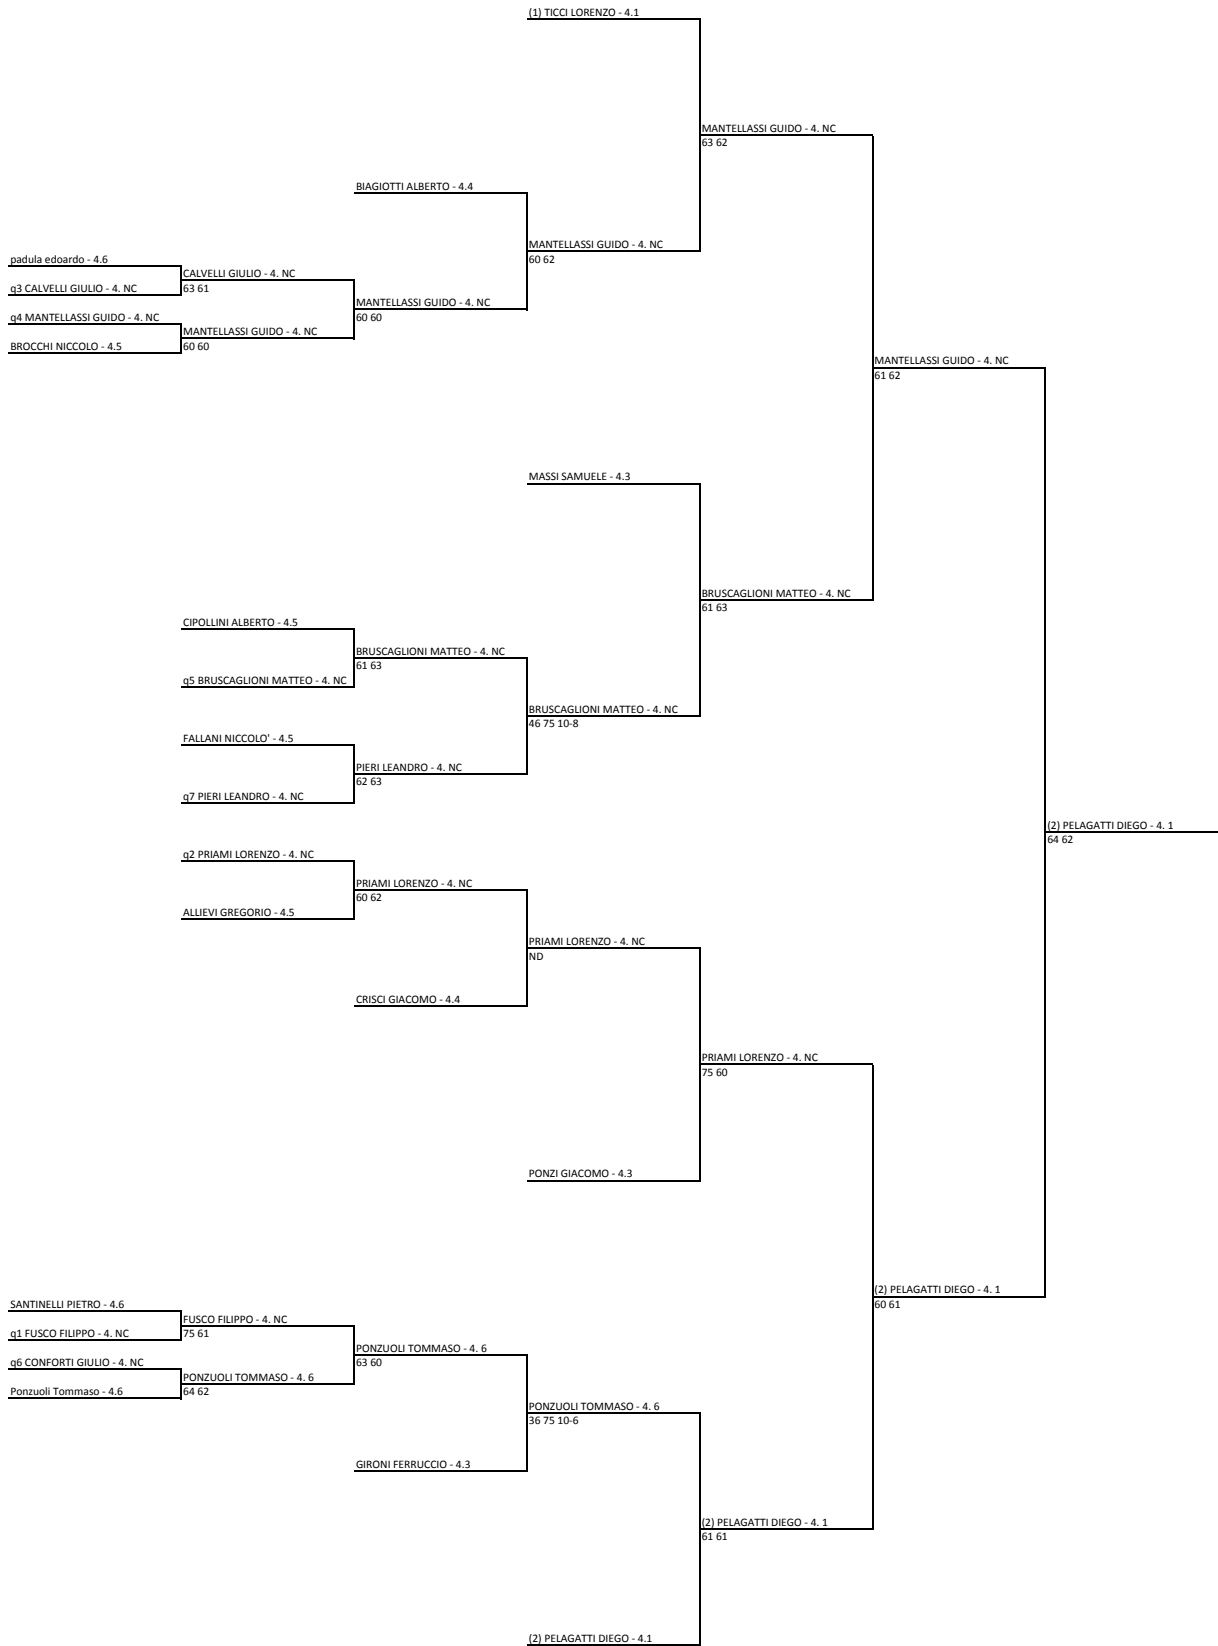 (1) TICCI LORENZO - 4.1
MANTELLASSI GUIDO - 4. NC
63 62
BIAGIOTTI ALBERTO - 4.4
MANTELLASSI GUIDO - 4. NC
60 62
padula edoardo - 4.6
CALVELLI GIULIO - 4. NC
q3 CALVELLI GIULIO - 4. NC
63 61
MANTELLASSI GUIDO - 4. NC
60 60
q4 MANTELLASSI GUIDO - 4. NC
MANTELLASSI GUIDO - 4. NC
BROCCHI NICCOLO - 4.5
60 60
MANTELLASSI GUIDO - 4. NC
61 62
MASSI SAMUELE - 4.3
BRUSCAGLIONI MATTEO - 4. NC
61 63
CIPOLLINI ALBERTO - 4.5
BRUSCAGLIONI MATTEO - 4. NC
61 63
q5 BRUSCAGLIONI MATTEO - 4. NC
BRUSCAGLIONI MATTEO - 4. NC
46 75 10-8
FALLANI NICCOLO' - 4.5
PIERI LEANDRO - 4. NC
62 63
q7 PIERI LEANDRO - 4. NC
(2) PELAGATTI DIEGO - 4. 1
64 62
q2 PRIAMI LORENZO - 4. NC
PRIAMI LORENZO - 4. NC
60 62
ALLIEVI GREGORIO - 4.5
PRIAMI LORENZO - 4. NC
ND
CRISCI GIACOMO - 4.4
PRIAMI LORENZO - 4. NC
75 60
PONZI GIACOMO - 4.3
(2) PELAGATTI DIEGO - 4. 1
60 61
SANTINELLI PIETRO - 4.6
FUSCO FILIPPO - 4. NC
q1 FUSCO FILIPPO - 4. NC
75 61
PONZUOLI TOMMASO - 4. 6
63 60
q6 CONFORTI GIULIO - 4. NC
PONZUOLI TOMMASO - 4. 6
Ponzuoli Tommaso - 4.6
64 62
PONZUOLI TOMMASO - 4. 6
36 75 10-6
GIRONI FERRUCCIO - 4.3
(2) PELAGATTI DIEGO - 4. 1
61 61
(2) PELAGATTI DIEGO - 4.1